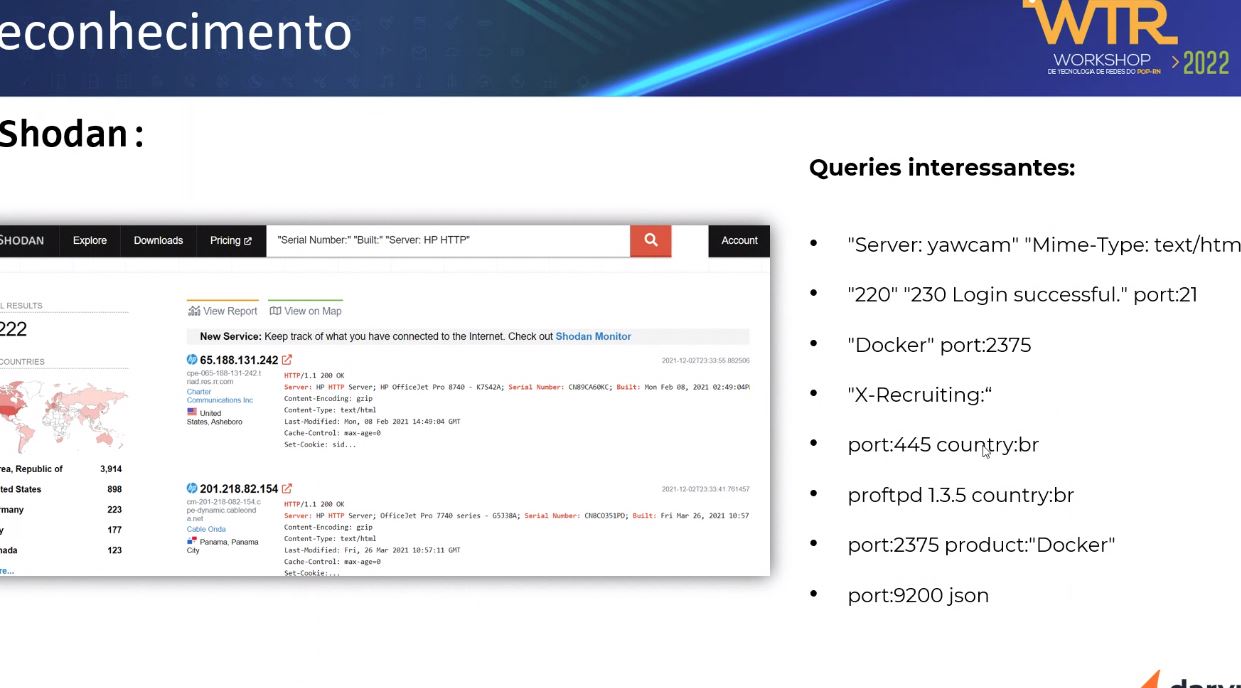 econhecimento
WTR
WORKSHOP
DE TECNOLOGIA DE REDES DO POP-RN
2022
Shodan:
Queries interessantes:
SHODAN
Explore
Downloads
Pricing
"Serial Number:" "Built:" "Server: HP HTTP"
Account
• "Server: yawcam" "Mime-Type: text/htm
• "220" "230 Login successful." port:21
• "Docker" port:2375
• "X-Recruiting:“
• port:445 country:br
• proftpd 1.3.5 country:br
• port:2375 product:"Docker"
• port:9200 json
L RESULTS
222
COUNTRIES
rea, Republic of 3,914
ted States 898
rmany 223
y 177
nada 123
re...
View Report
View on Map
New Service: Keep track of what you have connected to the Internet. Check out Shodan Monitor
65.188.131.242
2021-12-02T23:33:55.882506
cpe-065-188-131-242.t
riad.res.rr.com
Charter
Communications Inc
United
States, Asheboro
HTTP/1.1 200 OK
Server: HP HTTP Server; HP OfficeJet Pro 8740 - K7S42A; Serial Number: CN89CA60KC; Built: Mon Feb 08, 2021 02:49:04P
Content-Encoding: gzip
Content-Type: text/html
Last-Modified: Mon, 08 Feb 2021 14:49:04 GMT
Cache-Control: max-age=0
Set-Cookie: sid...
201.218.82.154
2021-12-02T23:33:41.761457
cm-201-218-082-154.c
pe-dynamic.cableond
a.net
Cable Onda
Panama, Panama
City
HTTP/1.1 200 OK
Server: HP HTTP Server; OfficeJet Pro 7740 series - G5J38A; Serial Number: CN8CO351PD; Built: Fri Mar 26, 2021 10:57
Content-Encoding: gzip
Content-Type: text/html
Last-Modified: Fri, 26 Mar 2021 10:57:11 GMT
Cache-Control: max-age=0
Set-Cookie:...